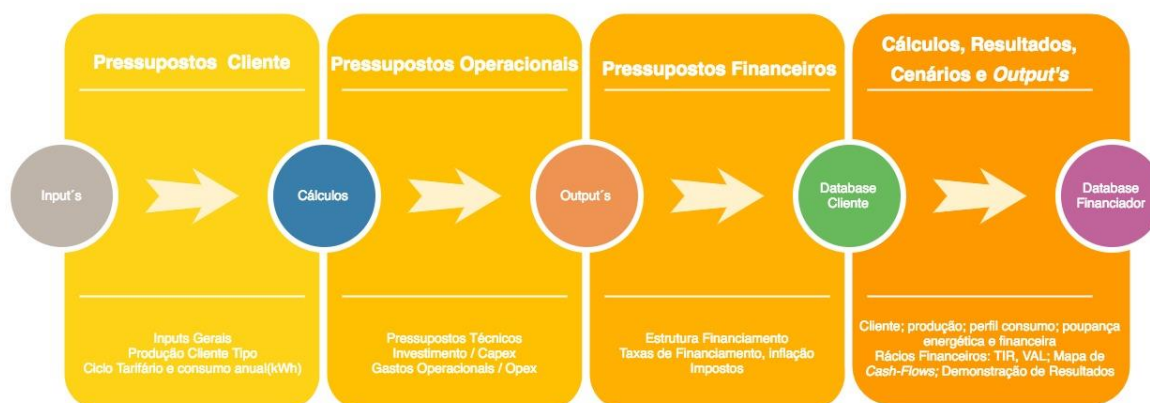 Pressupostos Cliente
Pressupostos Operacionais
Pressupostos Financeiros
Cálculos, Resultados,
Cenários e Output's
Input´s
Cálculos
Output´s
Database
Cliente
Database
Financiador
Inputs Gerais
Produção Cliente Tipo
Ciclo Tarifário e consumo anual(kWh)
Pressupostos Técnicos
Investimento / Capex
Gastos Operacionais / Opex
Estrutura Financiamento
Taxas de Financiamento, Inflação
Impostos
Cliente; produção; perfil consumo; poupança
energética e financeira
Rácios Financeiros: TIR, VAL; Mapa de
Cash-Flows; Demonstração de Resultados